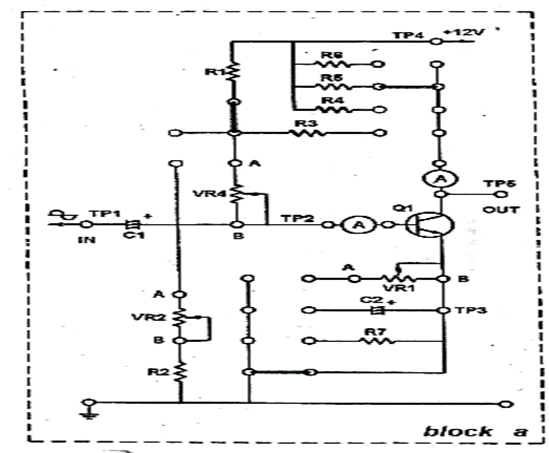 TP4 +12V
R6
R1
R5
R4
R3
A
A
VR4
TP5
Q1
OUT
TP1 + TP2 A
B
IN C1
A B
VR1
A C2 + TP3
VR2
B R7
R2
block a